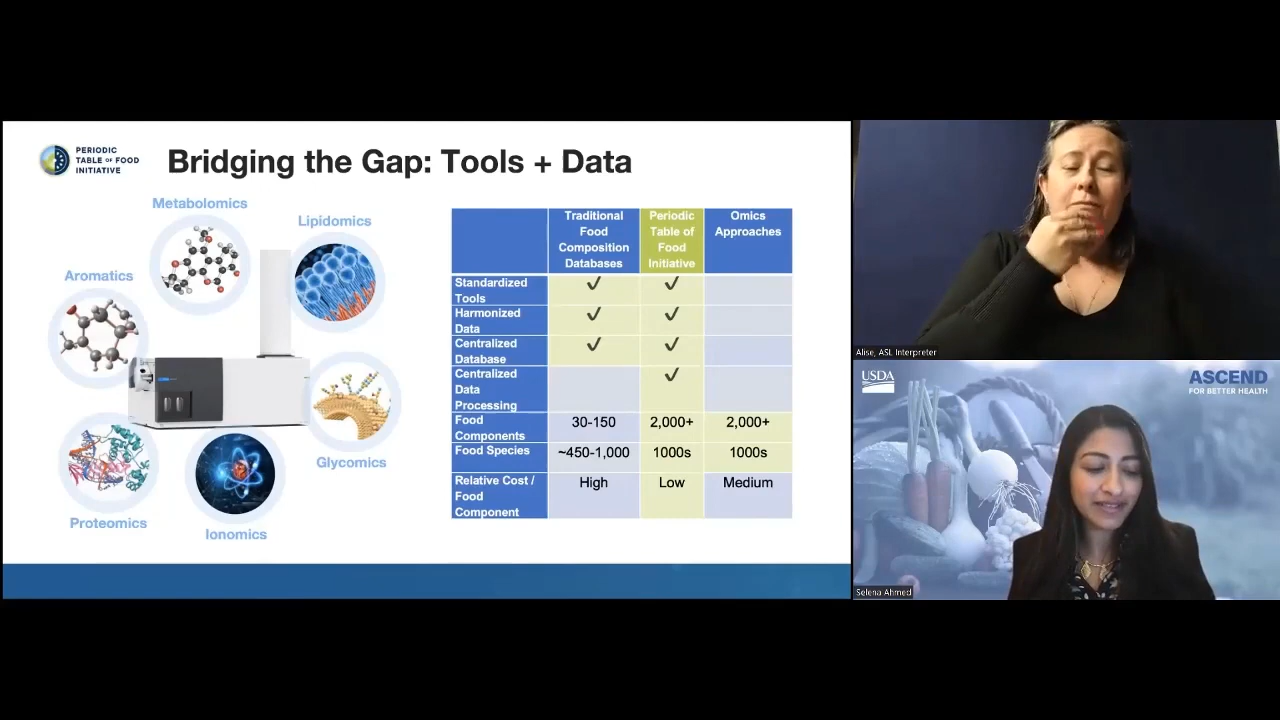 PERIODIC
TABLE OF FOOD
INITIATIVE
Bridging the Gap: Tools + Data
Metabolomics
Lipidomics
Aromatics
Glycomics
Proteomics
Ionomics
Traditional
Food
Composition
Databases
Periodic
Table of
Food
Initiative
Omics
Approaches
Standardized
Tools
✓ ✓
Harmonized
Data
✓ ✓
Centralized
Database
✓ ✓
Centralized
Data
Processing
✓
Food
Components
30-150 2,000+ 2,000+
Food Species ~450-1,000 1000s 1000s
Relative Cost /
Food
Component
High Low Medium
Alise, ASL Interpreter
USDA
ASCEND
FOR BETTER HEALTH
Selena Ahmed